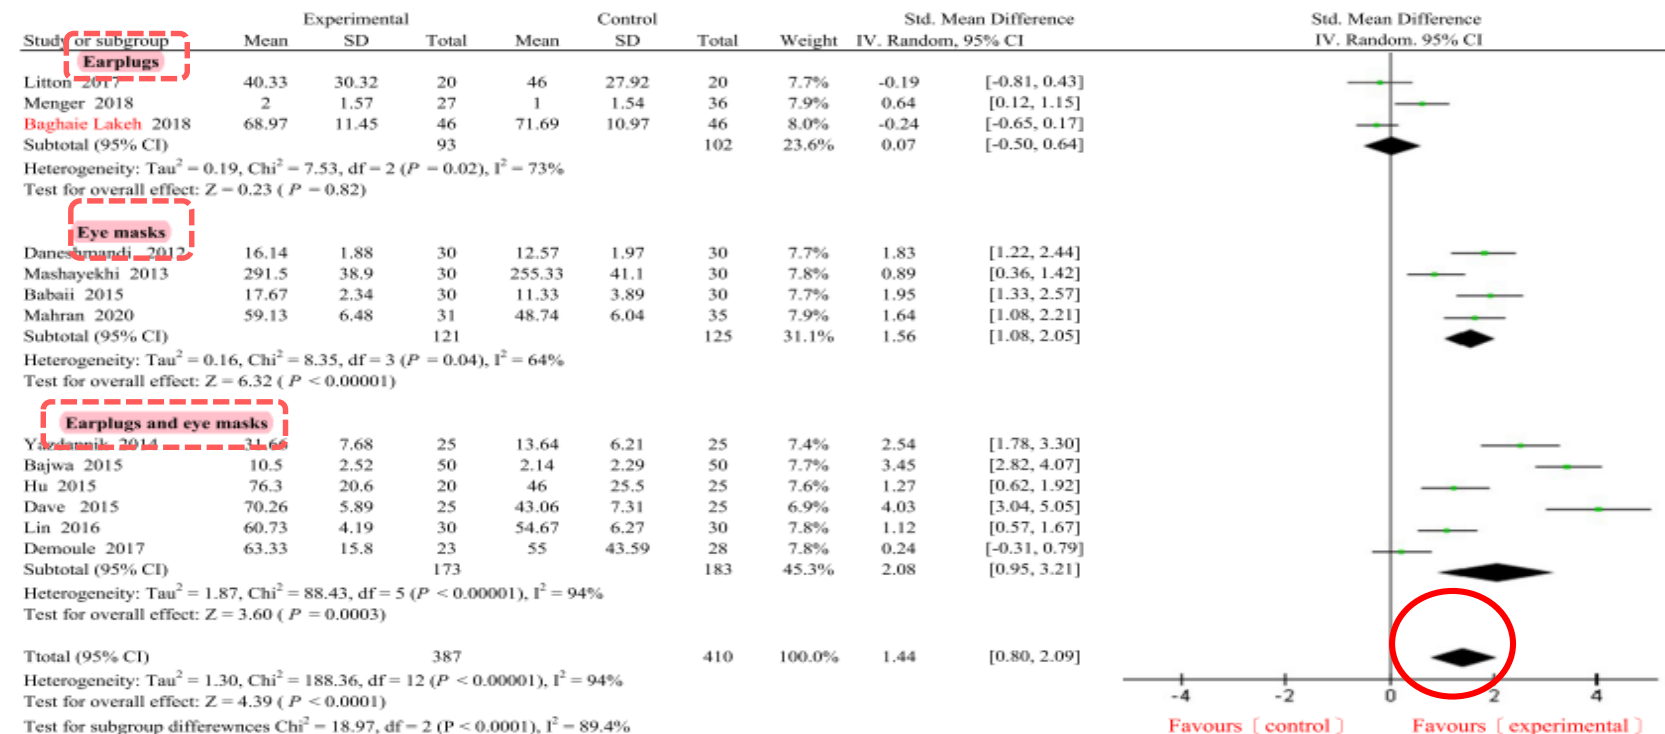 Experimental Control Std. Mean Difference Std. Mean Difference
Study or subgroup Mean SD Total Mean SD Total Weight IV. Random, 95% CI IV. Random. 95% CI
Earplugs
Litton 2017 40.33 30.32 20 46 27.92 20 7.7% -0.19 [-0.81, 0.43]
Menger 2018 2 1.57 27 1 1.54 36 7.9% 0.64 [0.12, 1.15]
Baghaie Lakeh 2018 68.97 11.45 46 71.69 10.97 46 8.0% -0.24 [-0.65, 0.17]
Subtotal (95% CI) 93 102 23.6% 0.07 [-0.50, 0.64]
Heterogeneity: Tau² = 0.19, Chi² = 7.53, df = 2 (P = 0.02), I² = 73%
Test for overall effect: Z = 0.23 ( P = 0.82)
Eye masks
Daneshmandi 2012 16.14 1.88 30 12.57 1.97 30 7.7% 1.83 [1.22, 2.44]
Mashayekhi 2013 291.5 38.9 30 255.33 41.1 30 7.8% 0.89 [0.36, 1.42]
Babaii 2015 17.67 2.34 30 11.33 3.89 30 7.7% 1.95 [1.33, 2.57]
Mahran 2020 59.13 6.48 31 48.74 6.04 35 7.9% 1.64 [1.08, 2.21]
Subtotal (95% CI) 121 125 31.1% 1.56 [1.08, 2.05]
Heterogeneity: Tau² = 0.16, Chi² = 8.35, df = 3 (P = 0.04), I² = 64%
Test for overall effect: Z = 6.32 ( P < 0.00001)
Earplugs and eye masks
Yazdannik 2014 31.66 7.68 25 13.64 6.21 25 7.4% 2.54 [1.78, 3.30]
Bajwa 2015 10.5 2.52 50 2.14 2.29 50 7.7% 3.45 [2.82, 4.07]
Hu 2015 76.3 20.6 20 46 25.5 25 7.6% 1.27 [0.62, 1.92]
Dave 2015 70.26 5.89 25 43.06 7.31 25 6.9% 4.03 [3.04, 5.05]
Lin 2016 60.73 4.19 30 54.67 6.27 30 7.8% 1.12 [0.57, 1.67]
Demoule 2017 63.33 15.8 23 55 43.59 28 7.8% 0.24 [-0.31, 0.79]
Subtotal (95% CI) 173 183 45.3% 2.08 [0.95, 3.21]
Heterogeneity: Tau² = 1.87, Chi² = 88.43, df = 5 (P < 0.00001), I² = 94%
Test for overall effect: Z = 3.60 ( P = 0.0003)
Ttotal (95% CI) 387 410 100.0% 1.44 [0.80, 2.09]
Heterogeneity: Tau² = 1.30, Chi² = 188.36, df = 12 (P < 0.00001), I² = 94%
-4 -2 0 2 4
Test for overall effect: Z = 4.39 ( P < 0.0001)
Test for subgroup differewnces Chi² = 18.97, df = 2 (P < 0.0001), I² = 89.4% Favours [ control ] Favours [ experimental ]